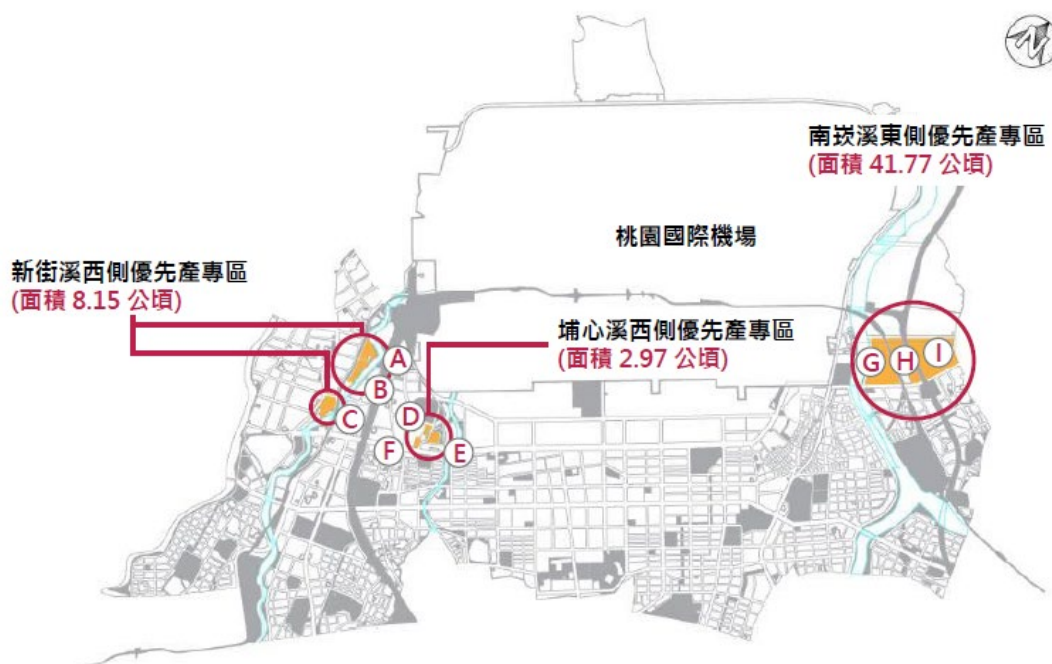 南崁溪東側優先產專區
(面積 41.77 公頃)
桃園國際機場
新街溪西側優先產專區
(面積 8.15 公頃)
埔心溪西側優先產專區
(面積 2.97 公頃)
A
B
C
D
E
F
G
H
I